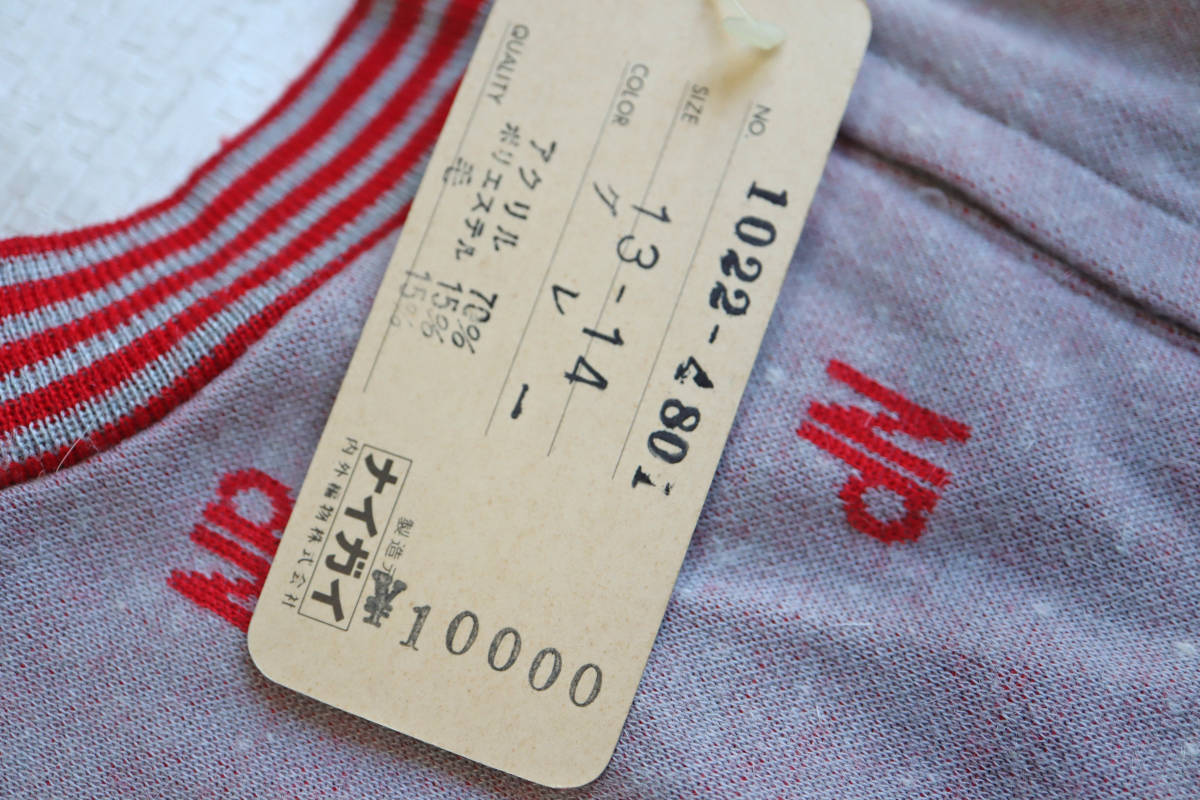 NO. 1022-4801
SIZE 13-14
COLOR グレー
QUALITY アクリル 70%
ポリエステル 15%
毛 15%
製造元
ナイガイ
内外編物株式会社
10000